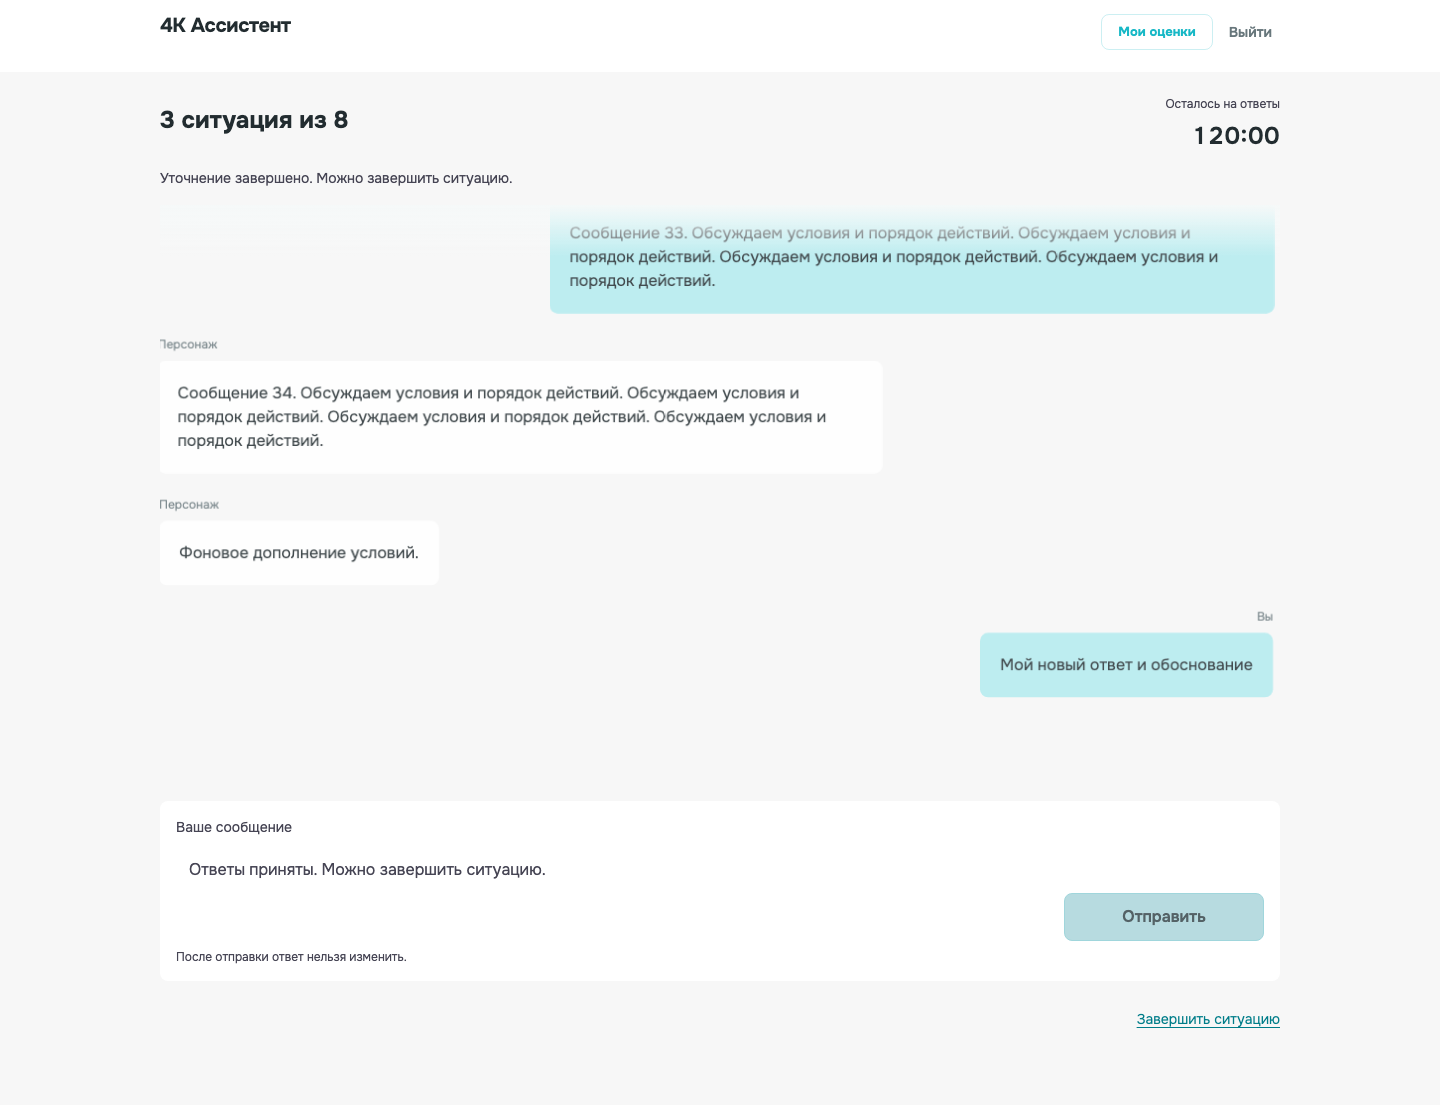 4К Ассистент
Мои оценки
Выйти
3 ситуация из 8
Осталось на ответы
120:00
Уточнение завершено. Можно завершить ситуацию.
Сообщение 33. Обсуждаем условия и порядок действий. Обсуждаем условия и
порядок действий. Обсуждаем условия и порядок действий. Обсуждаем условия и
порядок действий.
Персонаж
Сообщение 34. Обсуждаем условия и порядок действий. Обсуждаем условия и
порядок действий. Обсуждаем условия и порядок действий. Обсуждаем условия и
порядок действий.
Персонаж
Фоновое дополнение условий.
Вы
Мой новый ответ и обоснование
Ваше сообщение
Ответы приняты. Можно завершить ситуацию.
Отправить
После отправки ответ нельзя изменить.
Завершить ситуацию